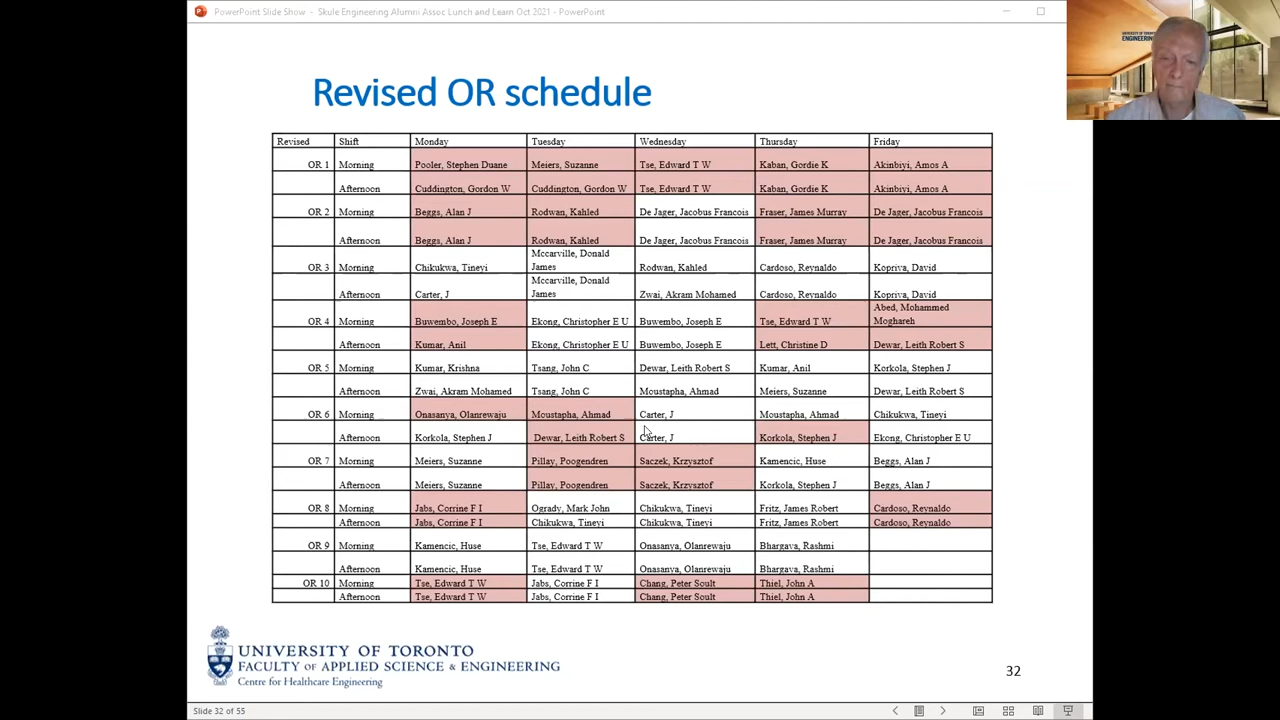 PowerPoint Slide Show - Skule Engineering Alumni Assoc Lunch and Learn Oct 2021 - PowerPoint
UNIVERSITY OF TORONTO
ENGINEERING
Revised OR schedule
Revised Shift Monday Tuesday Wednesday Thursday Friday
OR 1 Morning Pooler, Stephen Duane Meiers, Suzanne Tse, Edward T W Kaban, Gordie K Akinbiyi, Amos A
Afternoon Cuddington, Gordon W Cuddington, Gordon W Tse, Edward T W Kaban, Gordie K Akinbiyi, Amos A
OR 2 Morning Beggs, Alan J Rodwan, Kahled De Jager, Jacobus Francois Fraser, James Murray De Jager, Jacobus Francois
Afternoon Beggs, Alan J Rodwan, Kahled De Jager, Jacobus Francois Fraser, James Murray De Jager, Jacobus Francois
OR 3 Morning Chikukwa, Tineyi Mccarville, Donald James Rodwan, Kahled Cardoso, Reynaldo Kopriva, David
Afternoon Carter, J Mccarville, Donald James Zwai, Akram Mohamed Cardoso, Reynaldo Kopriva, David
OR 4 Morning Buwembo, Joseph E Ekong, Christopher E U Buwembo, Joseph E Tse, Edward T W Abed, Mohammed Moghareh
Afternoon Kumar, Anil Ekong, Christopher E U Buwembo, Joseph E Lett, Christine D Dewar, Leith Robert S
OR 5 Morning Kumar, Krishna Tsang, John C Dewar, Leith Robert S Kumar, Anil Korkola, Stephen J
Afternoon Zwai, Akram Mohamed Tsang, John C Moustapha, Ahmad Meiers, Suzanne Dewar, Leith Robert S
OR 6 Morning Onasanya, Olanrewaju Moustapha, Ahmad Carter, J Moustapha, Ahmad Chikukwa, Tineyi
Afternoon Korkola, Stephen J Dewar, Leith Robert S Carter, J Korkola, Stephen J Ekong, Christopher E U
OR 7 Morning Meiers, Suzanne Pillay, Poogendren Saczek, Krzysztof Kamencic, Huse Beggs, Alan J
Afternoon Meiers, Suzanne Pillay, Poogendren Saczek, Krzysztof Korkola, Stephen J Beggs, Alan J
OR 8 Morning Jabs, Corrine F I Ogrady, Mark John Chikukwa, Tineyi Fritz, James Robert Cardoso, Reynaldo
Afternoon Jabs, Corrine F I Chikukwa, Tineyi Chikukwa, Tineyi Fritz, James Robert Cardoso, Reynaldo
OR 9 Morning Kamencic, Huse Tse, Edward T W Onasanya, Olanrewaju Bhargava, Rashmi
Afternoon Kamencic, Huse Tse, Edward T W Onasanya, Olanrewaju Bhargava, Rashmi
OR 10 Morning Tse, Edward T W Jabs, Corrine F I Chang, Peter Soult Thiel, John A
Afternoon Tse, Edward T W Jabs, Corrine F I Chang, Peter Soult Thiel, John A
UNIVERSITY OF TORONTO
FACULTY OF APPLIED SCIENCE & ENGINEERING
Centre for Healthcare Engineering
32
Slide 32 of 55